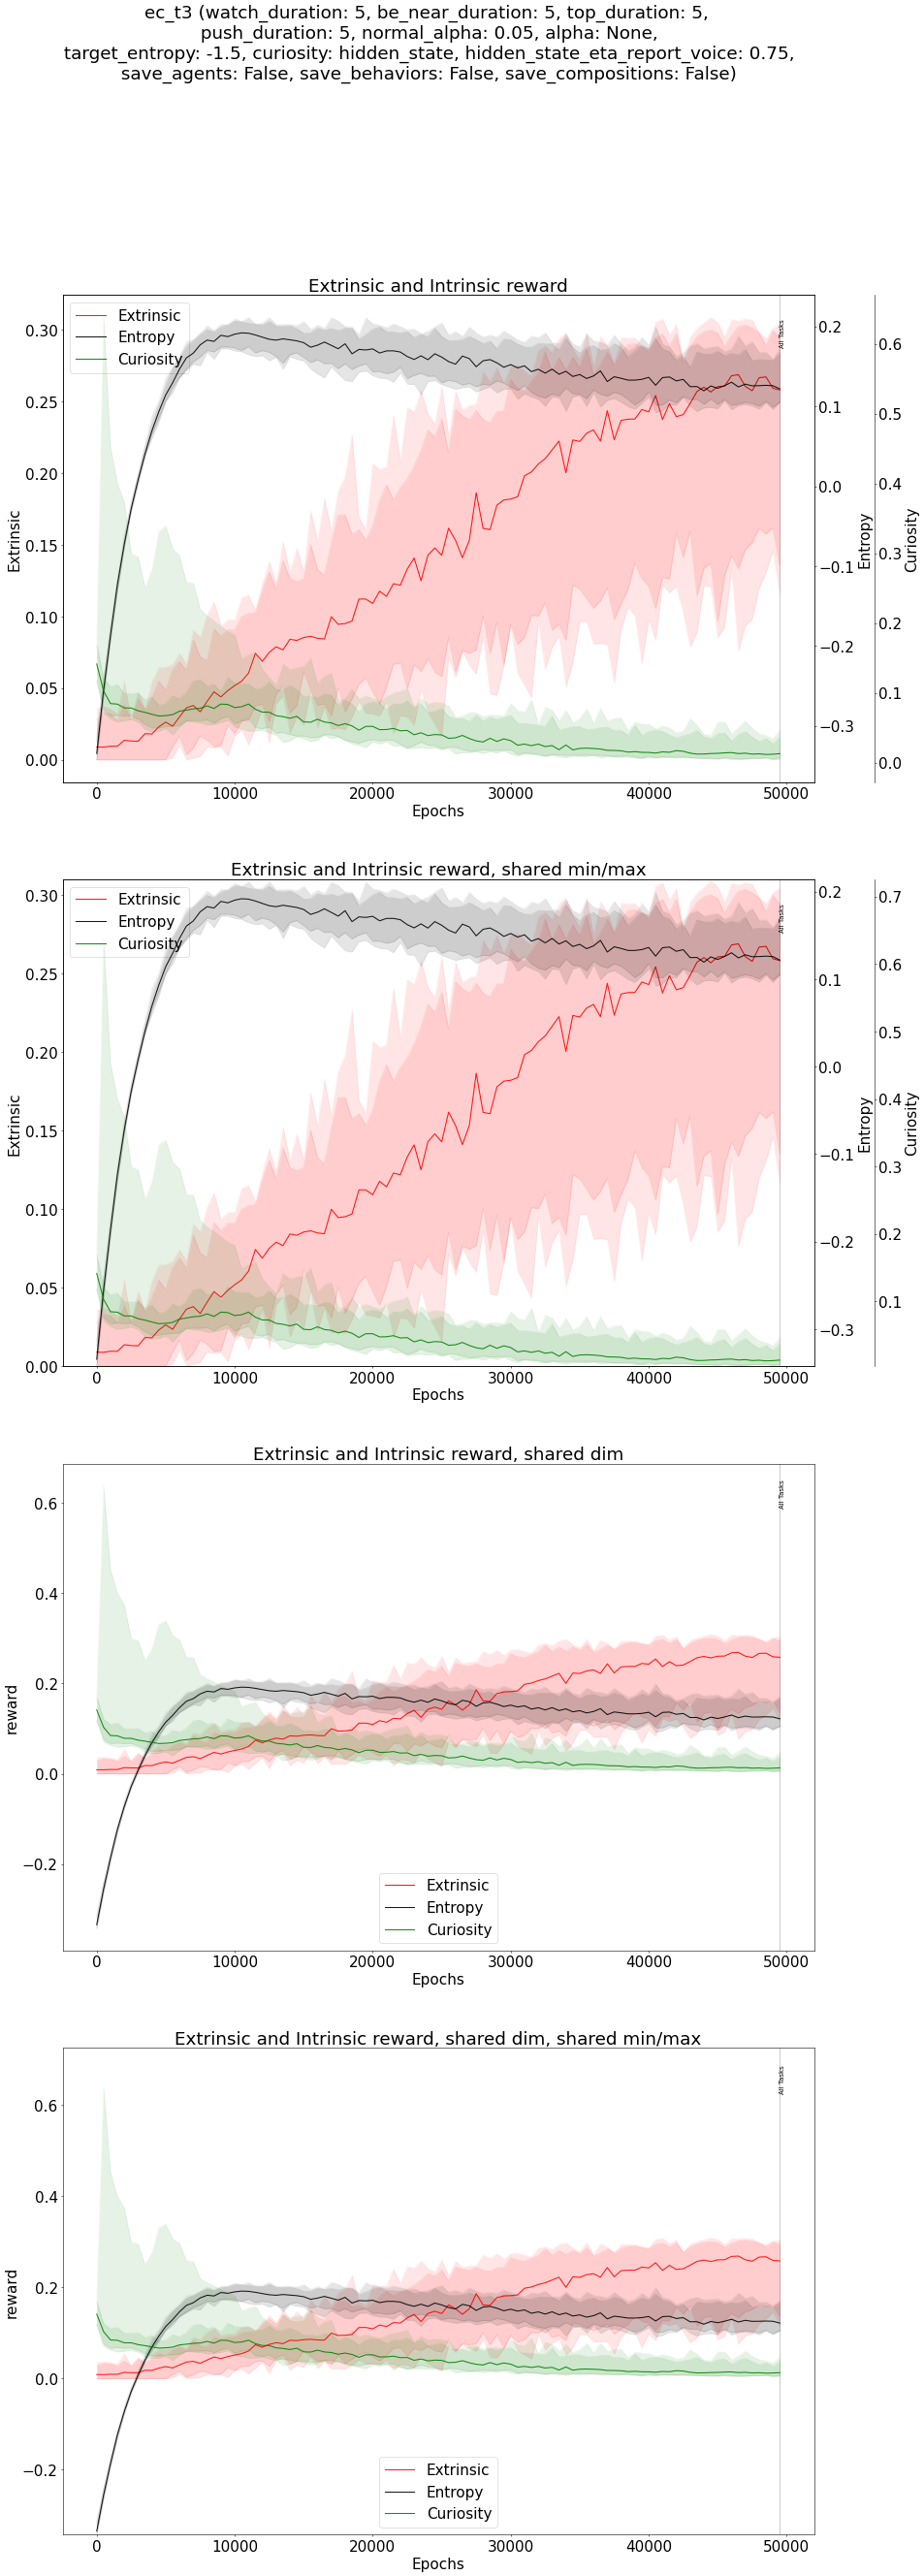 ec_t3 (watch_duration: 5, be_near_duration: 5, top_duration: 5,
push_duration: 5, normal_alpha: 0.05, alpha: None,
target_entropy: -1.5, curiosity: hidden_state, hidden_state_eta_report_voice: 0.75,
save_agents: False, save_behaviors: False, save_compositions: False)
Extrinsic and Intrinsic reward
Extrinsic
Entropy
Curiosity
All Tasks
0.30
0.25
0.20
0.15
0.10
0.05
0.00
Extrinsic
0.2
0.1
0.0
−0.1
−0.2
−0.3
Entropy
0.6
0.5
0.4
0.3
0.2
0.1
0.0
Curiosity
0 10000 20000 30000 40000 50000
Epochs
Extrinsic and Intrinsic reward, shared min/max
Extrinsic
Entropy
Curiosity
All Tasks
0.30
0.25
0.20
0.15
0.10
0.05
0.00
Extrinsic
0.2
0.1
0.0
−0.1
−0.2
−0.3
Entropy
0.7
0.6
0.5
0.4
0.3
0.2
0.1
Curiosity
0 10000 20000 30000 40000 50000
Epochs
Extrinsic and Intrinsic reward, shared dim
All Tasks
0.6
0.4
0.2
0.0
−0.2
reward
Extrinsic
Entropy
Curiosity
0 10000 20000 30000 40000 50000
Epochs
Extrinsic and Intrinsic reward, shared dim, shared min/max
All Tasks
0.6
0.4
0.2
0.0
−0.2
reward
Extrinsic
Entropy
Curiosity
0 10000 20000 30000 40000 50000
Epochs